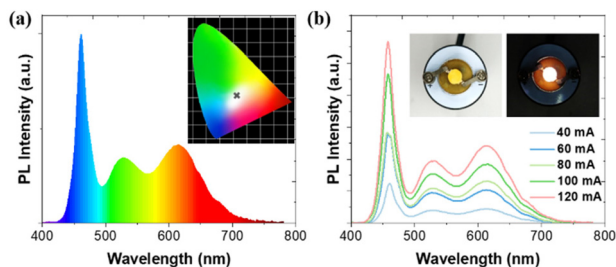 (a)
PL Intensity (a.u.)
400 500 600 700 800
Wavelength (nm)
(b)
PL Intensity (a.u.)
40 mA
60 mA
80 mA
100 mA
120 mA
400 500 600 700 800
Wavelength (nm)